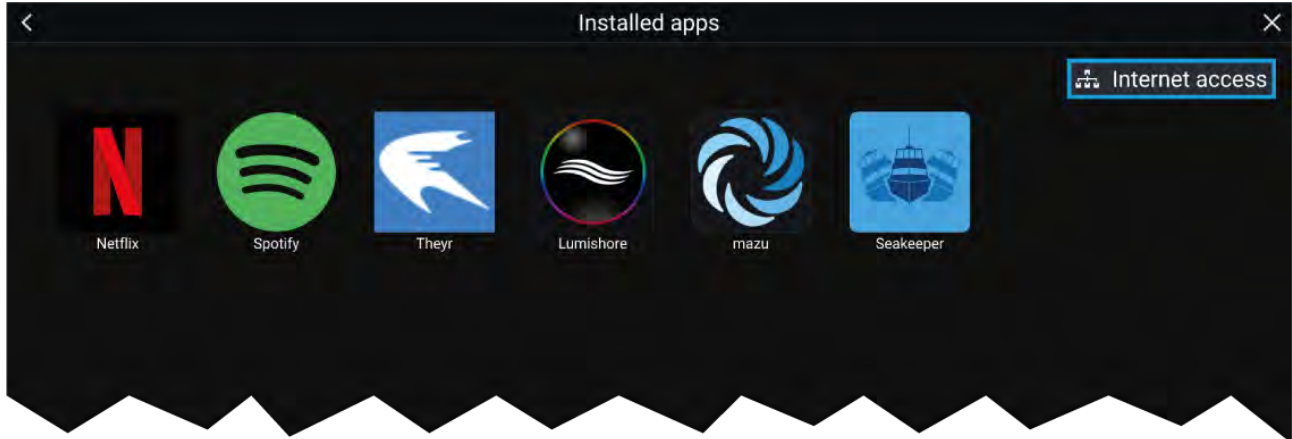 Installed apps
Internet access
Netflix
Spotify
Theyr
Lumishore
mazu
Seakeeper